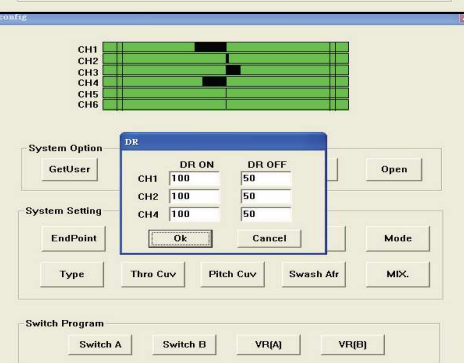 config
CH1
CH2
CH3
CH4
CH5
CH6
System Option
GetUser
Open
DR
DR ON DR OFF
CH1 100 50
CH2 100 50
CH4 100 50
Ok Cancel
System Setting
EndPoint
Mode
Type Thro Cuv Pitch Cuv Swash Afr MIX.
Switch Program
Switch A Switch B VR(A) VR(B)